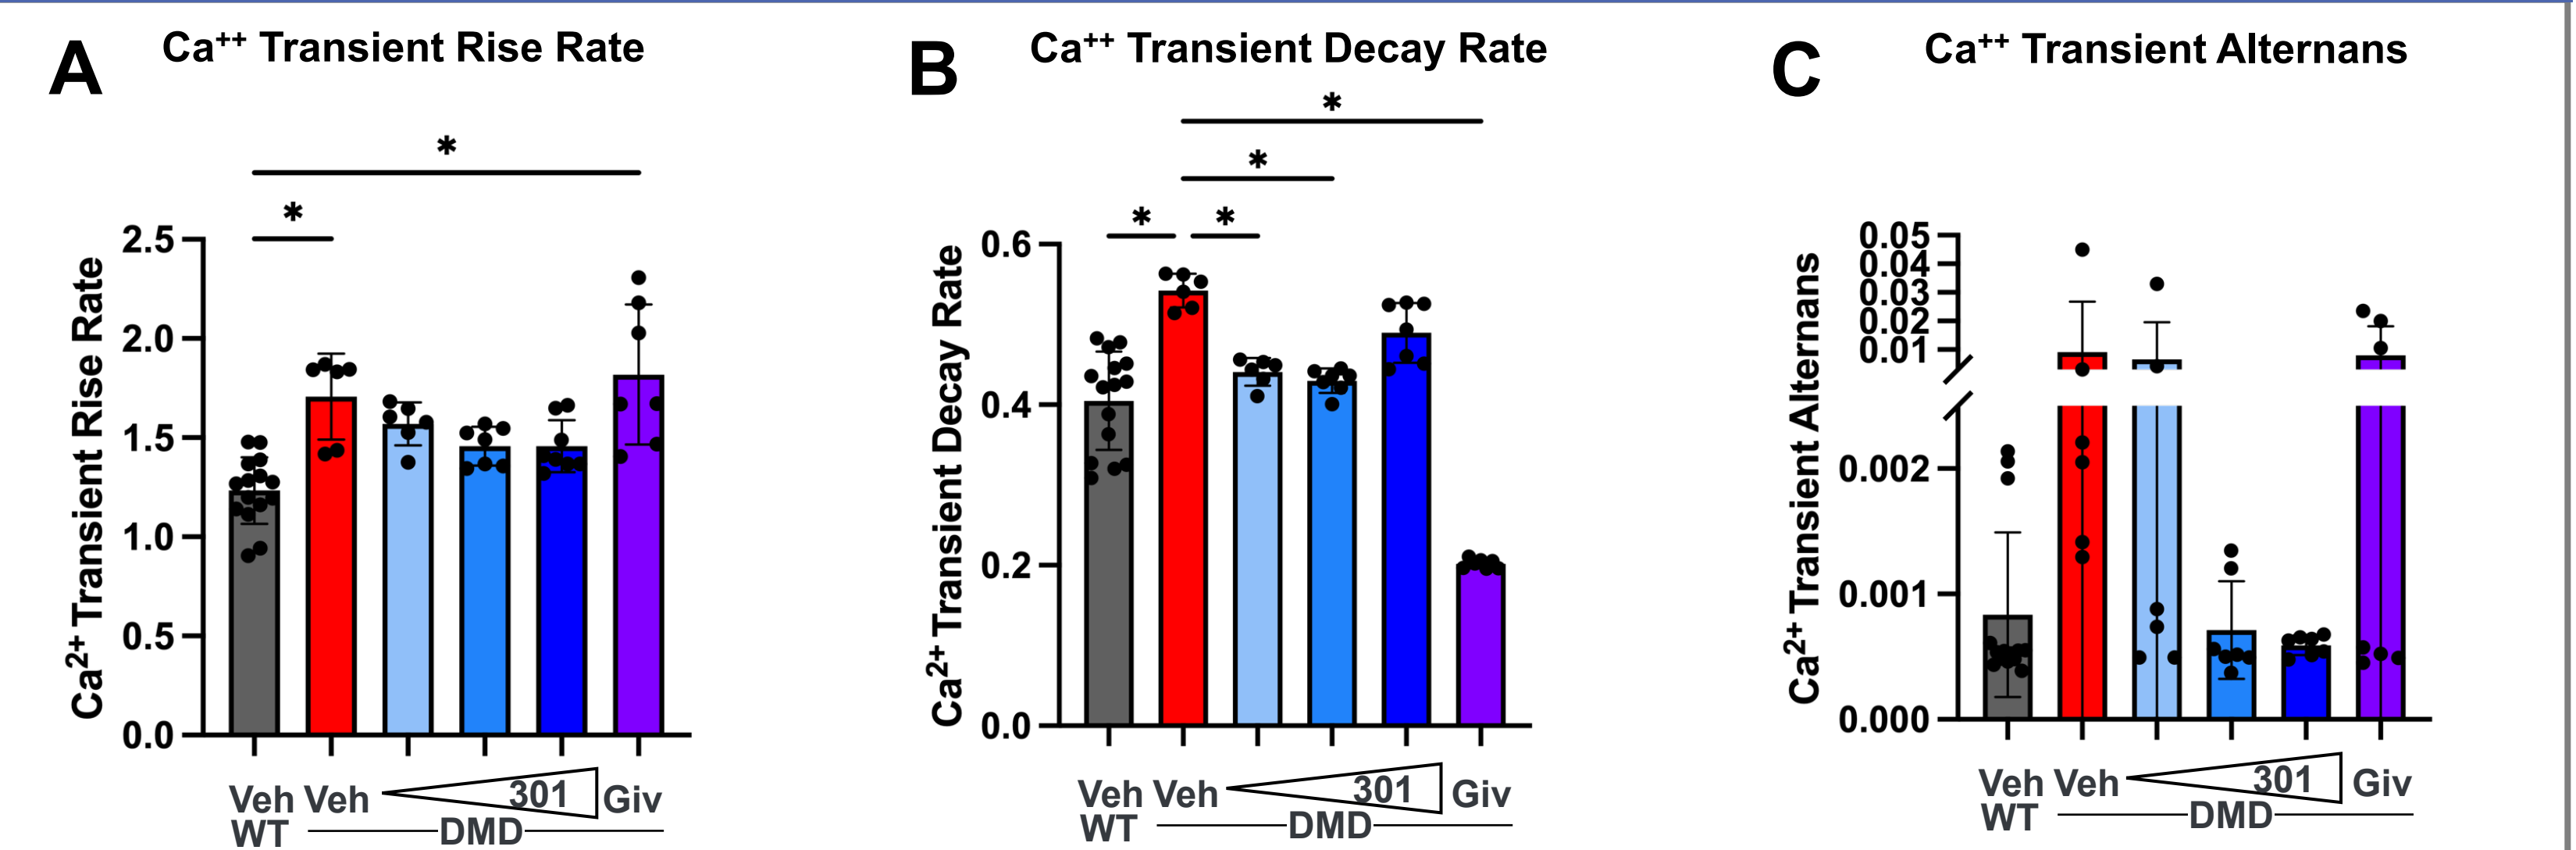 A
Ca⁺⁺ Transient Rise Rate
*
*
Ca²⁺ Transient Rise Rate
2.5
2.0
1.5
1.0
0.5
0.0
Veh Veh 301 Giv
WT DMD
B
Ca⁺⁺ Transient Decay Rate
*
*
* *
Ca²⁺ Transient Decay Rate
0.6
0.4
0.2
0.0
Veh Veh 301 Giv
WT DMD
C
Ca⁺⁺ Transient Alternans
Ca²⁺ Transient Alternans
0.05
0.04
0.03
0.02
0.01
0.002
0.001
0.000
Veh Veh 301 Giv
WT DMD